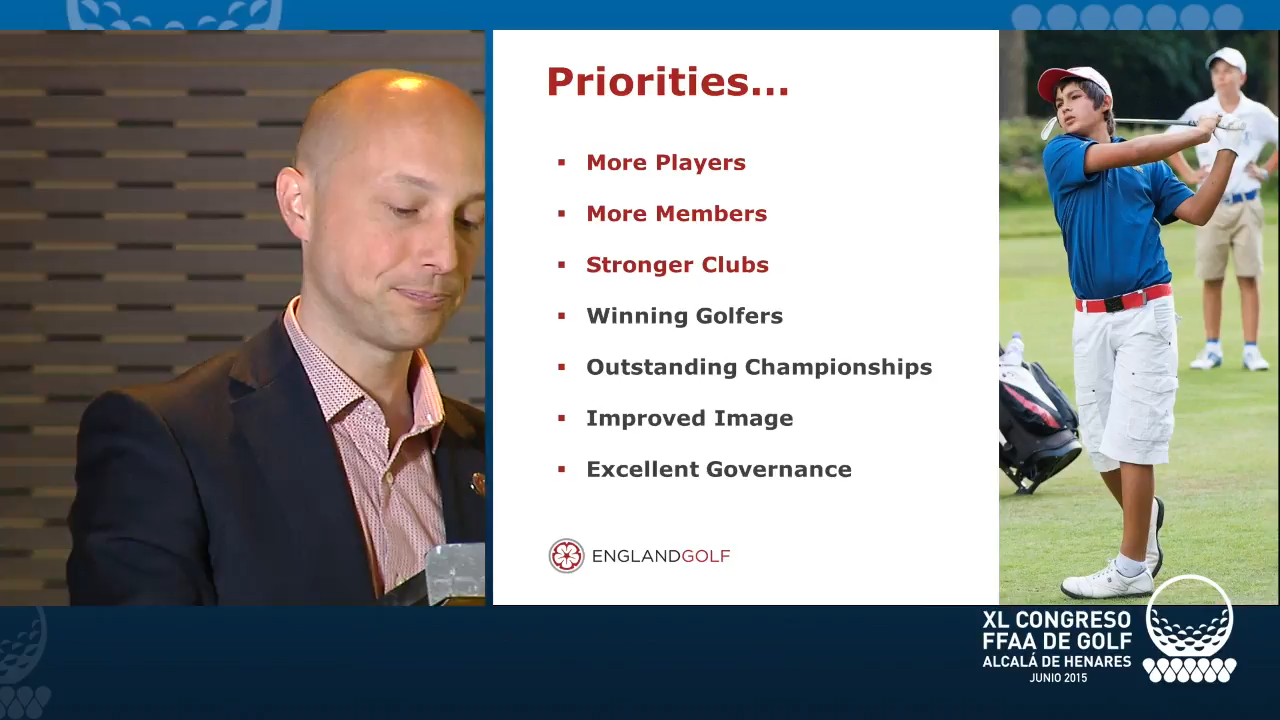 Priorities...
▪ More Players
▪ More Members
▪ Stronger Clubs
▪ Winning Golfers
▪ Outstanding Championships
▪ Improved Image
▪ Excellent Governance
ENGLANDGOLF
XL CONGRESO
FFAA DE GOLF
ALCALÁ DE HENARES
JUNIO 2015